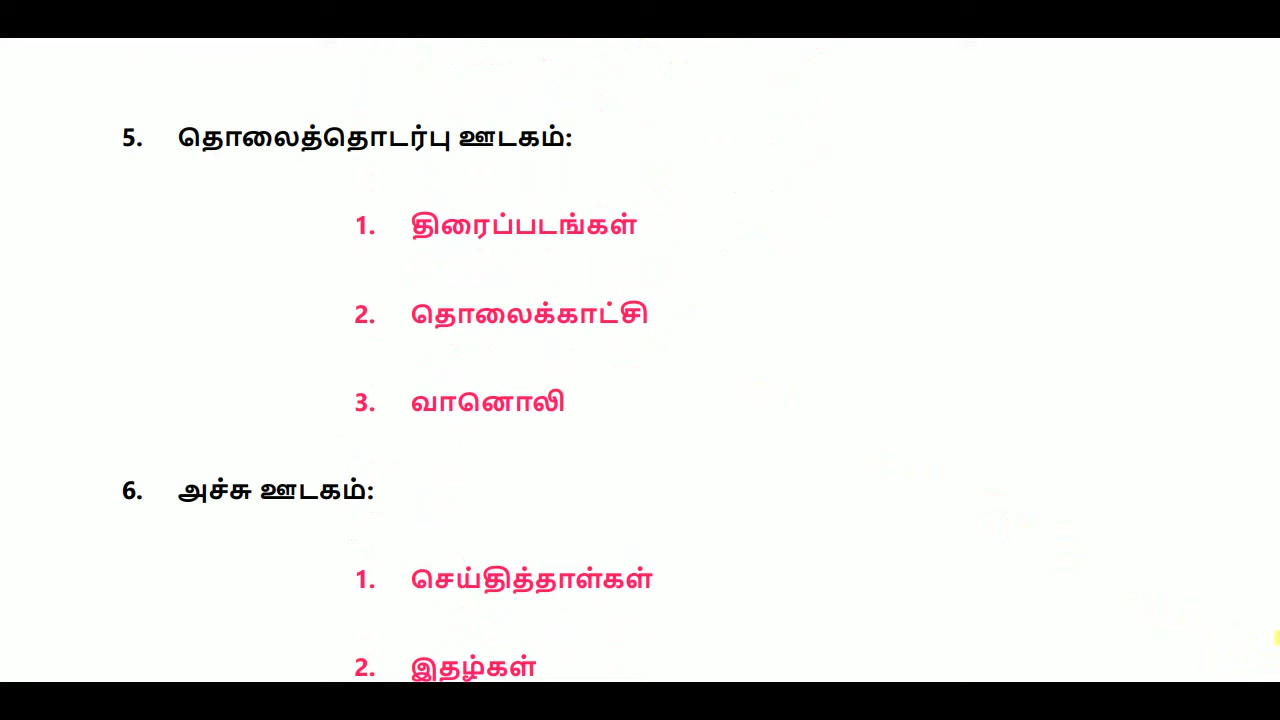 5. தொலைத்தொடர்பு ஊடகம்:
1. திரைப்படங்கள்
2. தொலைக்காட்சி
3. வானொலி
6. அச்சு ஊடகம்:
1. செய்தித்தாள்கள்
2. இதழ்கள்